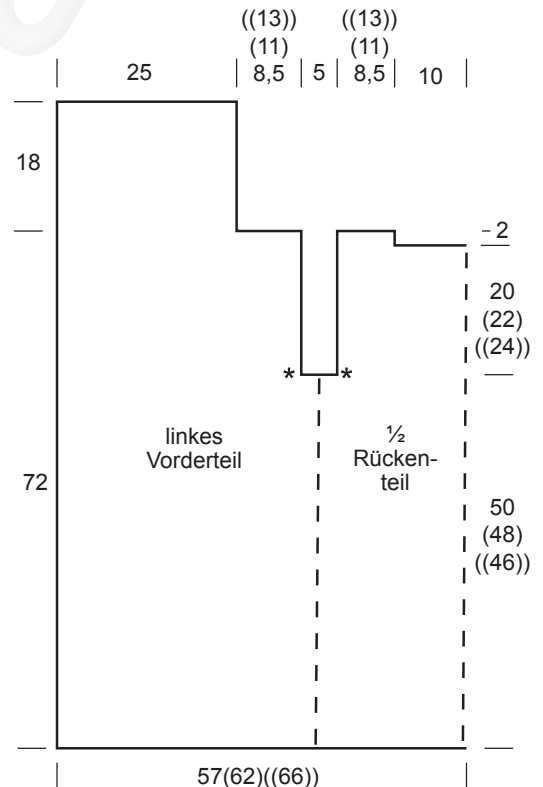 ((13)) ((13))
(11) (11)
25 8,5 5 8,5 10
18
2
20
(22)
((24))
* *
linkes
Vorderteil
½
Rücken-
teil
72
50
(48)
((46))
57(62)((66))